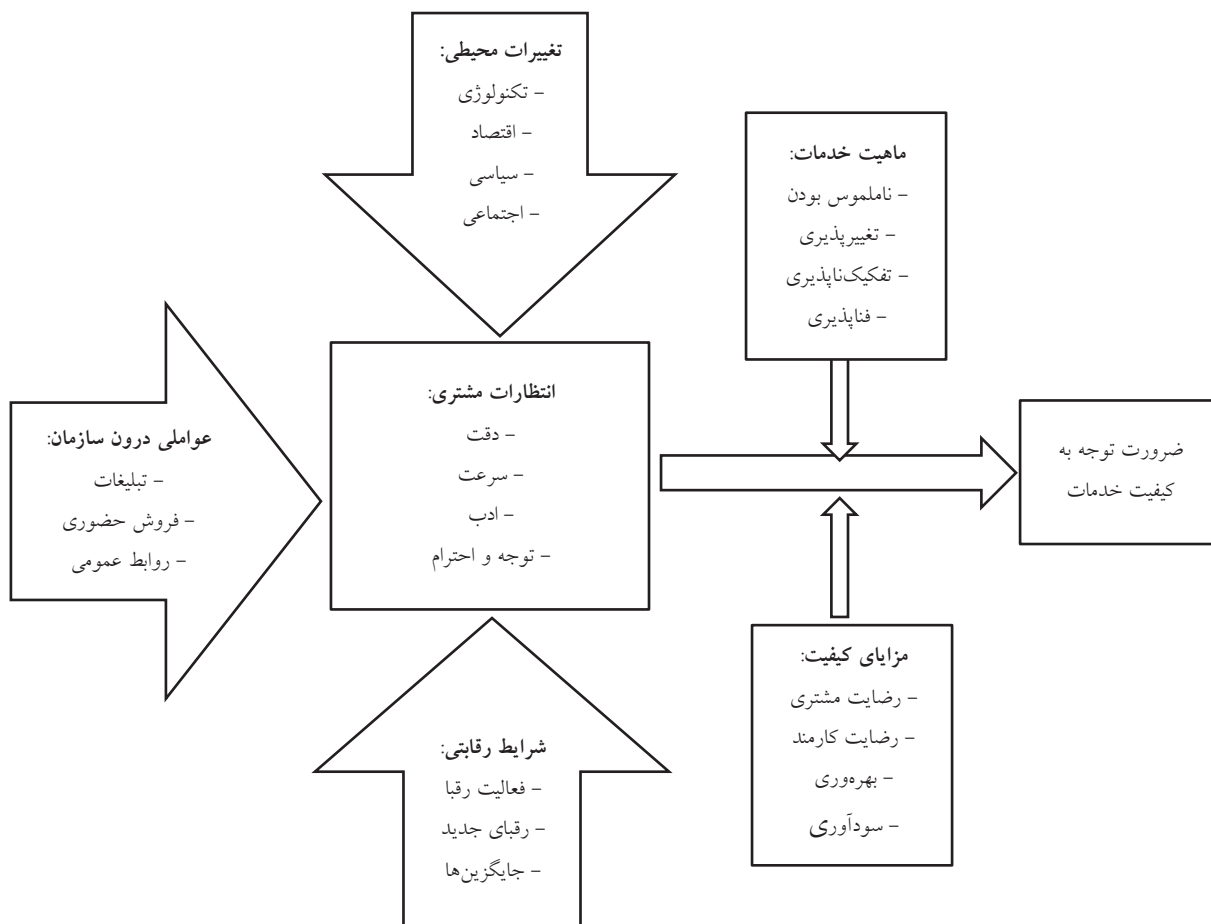 تغییرات محیطی:
- تکنولوژی
- اقتصاد
- سیاسی
- اجتماعی
ماهیت خدمات:
- ناملموس بودن
- تغییرپذیری
- تفکیک‌ناپذیری
- فناپذیری
انتظارات مشتری:
- دقت
- سرعت
- ادب
- توجه و احترام
عواملی درون سازمان:
- تبلیغات
- فروش حضوری
- روابط عمومی
ضرورت توجه به
کیفیت خدمات
مزایای کیفیت:
- رضایت مشتری
- رضایت کارمند
- بهره‌وری
- سودآوری
شرایط رقابتی:
- فعالیت رقبا
- رقبای جدید
- جایگزین‌ها